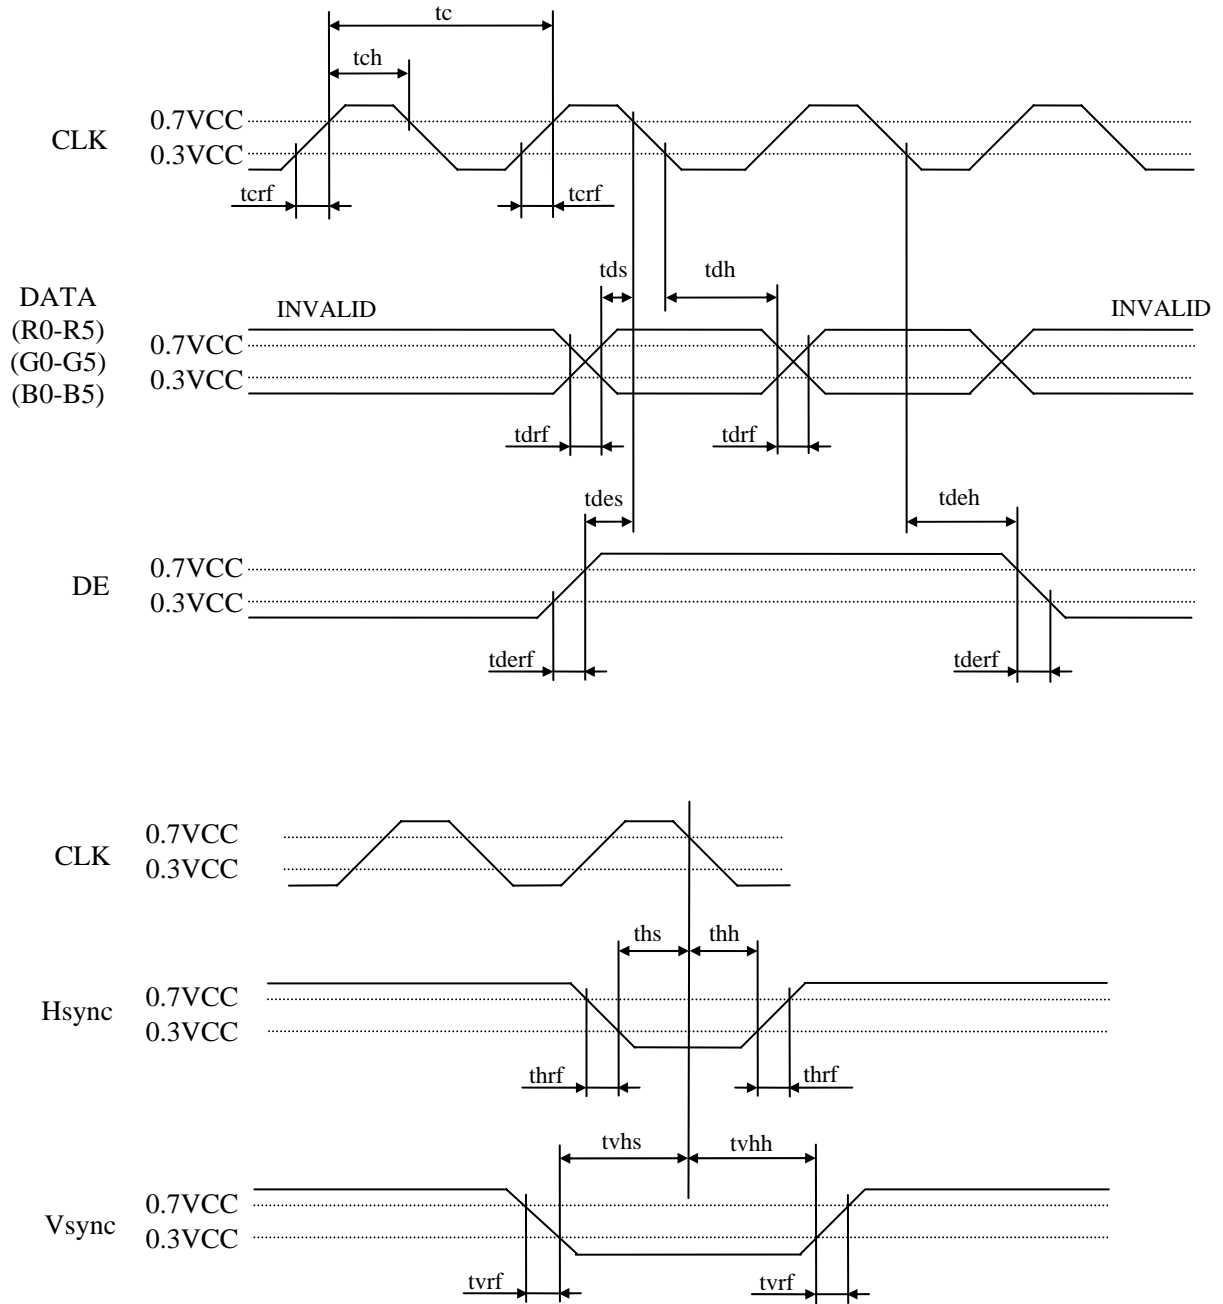 tc
tch
CLK
0.7VCC
0.3VCC
tcrf
tcrf
tds
tdh
DATA
(R0-R5)
(G0-G5)
(B0-B5)
INVALID
INVALID
0.7VCC
0.3VCC
tdrf
tdrf
tdes
tdeh
DE
0.7VCC
0.3VCC
tderf
tderf
CLK
0.7VCC
0.3VCC
ths
thh
Hsync
0.7VCC
0.3VCC
thrf
thrf
tvhs
tvhh
Vsync
0.7VCC
0.3VCC
tvrf
tvrf